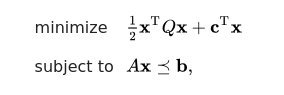 minimize ½xᵀQx + cᵀx
subject to Ax ⪯ b,